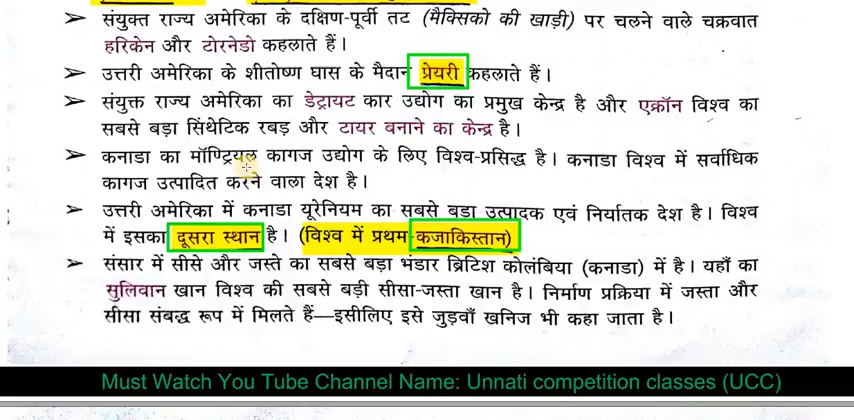 ➢ संयुक्त राज्य अमेरिका के दक्षिण-पूर्वी तट (मैक्सिको की खाड़ी) पर चलने वाले चक्रवात
हरिकेन और टोरनेडो कहलाते हैं।
➢ उत्तरी अमेरिका के शीतोष्ण घास के मैदान प्रेयरी कहलाते हैं।
➢ संयुक्त राज्य अमेरिका का डेट्रायट कार उद्योग का प्रमुख केन्द्र है और एक्रॉन विश्व का
सबसे बड़ा सिंथेटिक रबड़ और टायर बनाने का केन्द्र है।
➢ कनाडा का मॉण्ट्रियल कागज उद्योग के लिए विश्व-प्रसिद्ध है। कनाडा विश्व में सर्वाधिक
कागज उत्पादित करने वाला देश है।
➢ उत्तरी अमेरिका में कनाडा यूरेनियम का सबसे बड़ा उत्पादक एवं निर्यातक देश है। विश्व
में इसका दूसरा स्थान है। (विश्व में प्रथम कजाकिस्तान)
➢ संसार में सीसे और जस्ते का सबसे बड़ा भंडार ब्रिटिश कोलंबिया (कनाडा) में है। यहाँ का
सुलिवान खान विश्व की सबसे बड़ी सीसा-जस्ता खान है। निर्माण प्रक्रिया में जस्ता और
सीसा संबद्ध रूप में मिलते हैं—इसीलिए इसे जुड़वाँ खनिज भी कहा जाता है।
Must Watch You Tube Channel Name: Unnati competition classes (UCC)